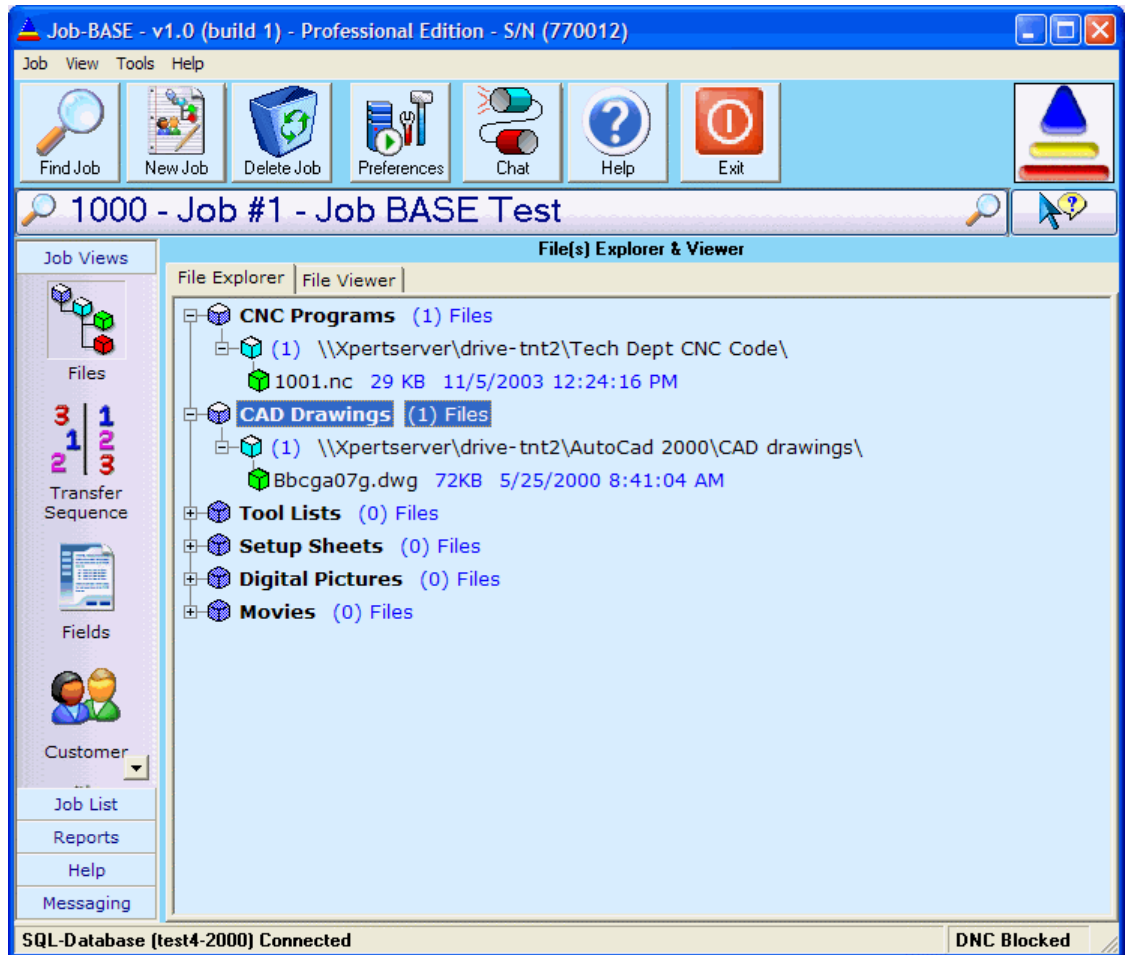 Job-BASE - v1.0 (build 1) - Professional Edition - S/N (770012)
Job View Tools Help
Find Job New Job Delete Job Preferences Chat Help Exit
1000 - Job #1 - Job BASE Test
Job Views
File(s) Explorer & Viewer
File Explorer File Viewer
CNC Programs (1) Files
(1) \\Xpertserver\drive-tnt2\Tech Dept CNC Code\
1001.nc 29 KB 11/5/2003 12:24:16 PM
CAD Drawings (1) Files
(1) \\Xpertserver\drive-tnt2\AutoCad 2000\CAD drawings\
Bbcga07g.dwg 72KB 5/25/2000 8:41:04 AM
Tool Lists (0) Files
Setup Sheets (0) Files
Digital Pictures (0) Files
Movies (0) Files
Files
3 1
1 2
2 3
Transfer
Sequence
Fields
Customer
Job List
Reports
Help
Messaging
SQL-Database (test4-2000) Connected
DNC Blocked